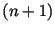 (n + 1)